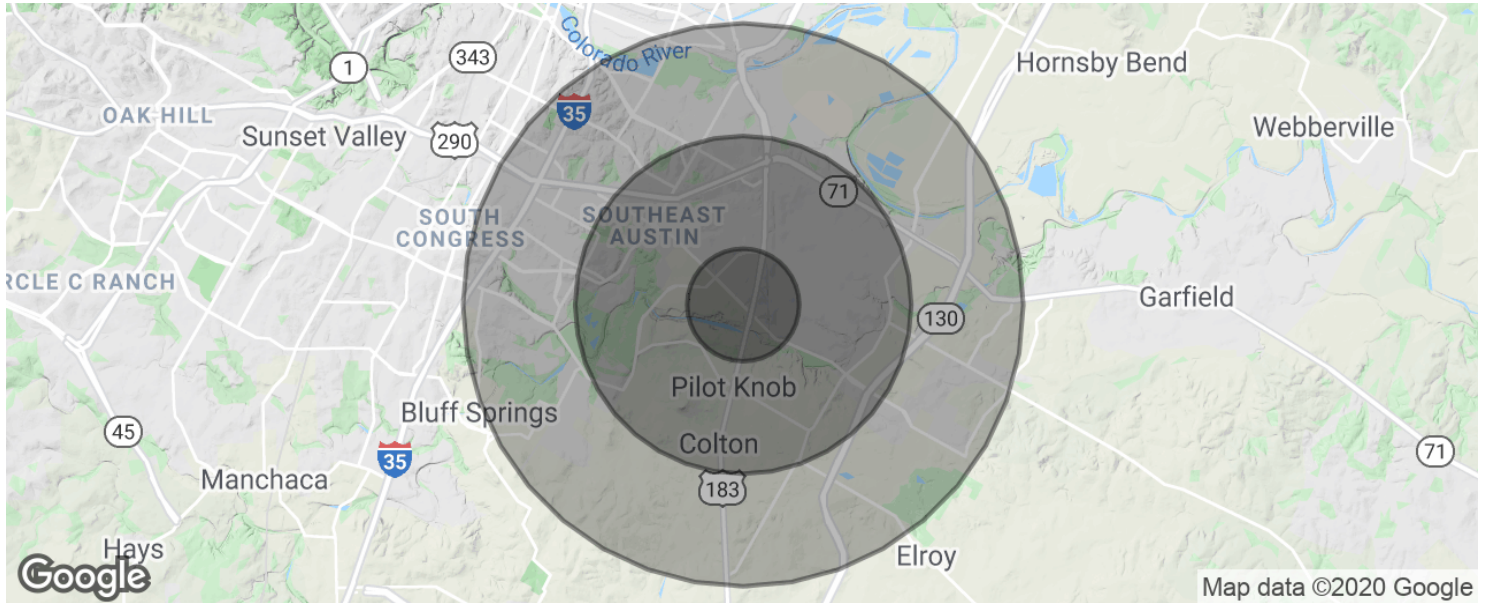 Colorado River
1
343
Hornsby Bend
OAK HILL
35
Sunset Valley
290
Webberville
71
SOUTH
CONGRESS
SOUTHEAST
AUSTIN
RCLE C RANCH
Garfield
130
Pilot Knob
Bluff Springs
45
Colton
71
35
Manchaca
183
Hays
Elroy
Google
Map data ©2020 Google